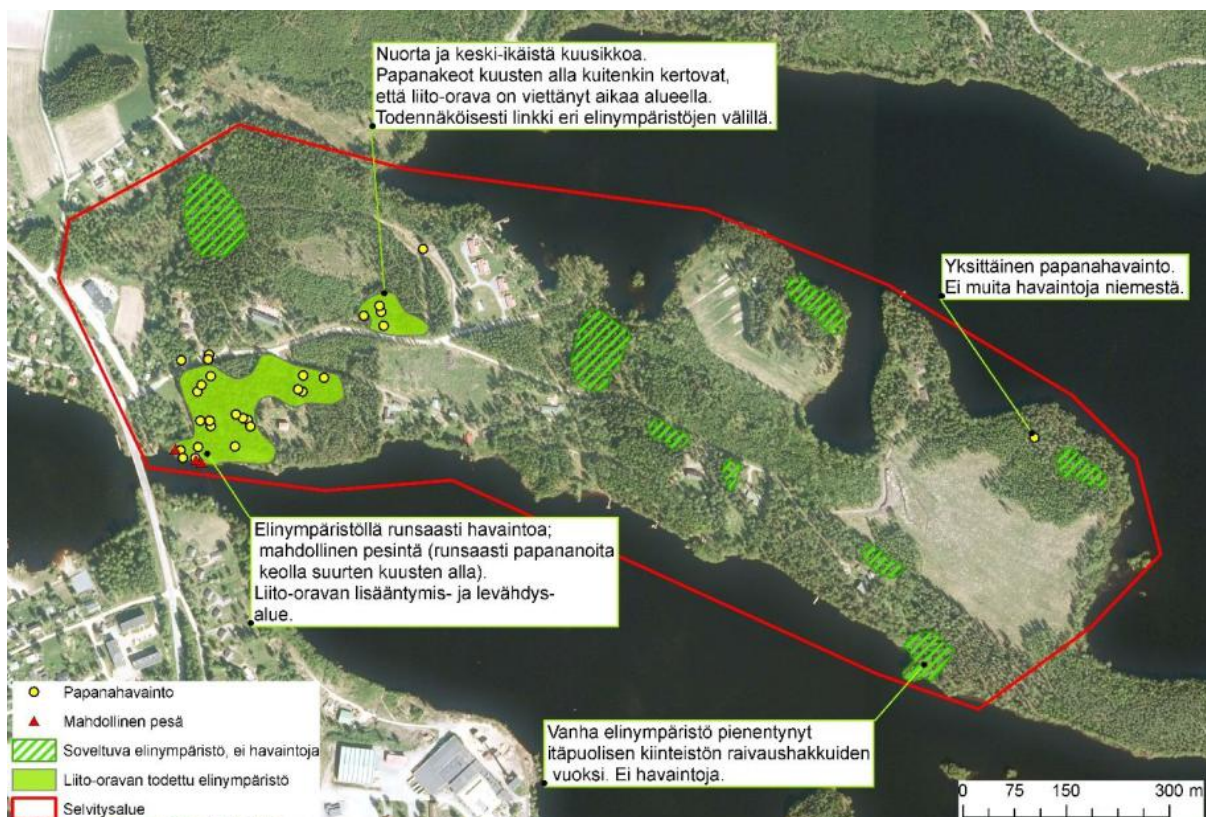 Nuorta ja keski-ikäistä kuusikkoa.
Papanakeot kuusten alla kuitenkin kertovat,
että liito-orava on viettänyt aikaa alueella.
Todennäköisesti linkki eri elinympäristöjen välillä.
Yksittäinen papanahavainto.
Ei muita havaintoja niemestä.
Elinympäristöllä runsaasti havaintoa;
mahdollinen pesintä (runsaasti papananoita
keolla suurten kuusten alla).
Liito-oravan lisääntymis- ja levähdys-
alue.
Vanha elinympäristö pienentynyt
itäpuolisen kiinteistön raivaushakkuiden
vuoksi. Ei havaintoja.
Papanahavainto
Mahdollinen pesä
Soveltuva elinympäristö, ei havaintoja
Liito-oravan todettu elinympäristö
Selvitysalue
0 75 150 300 m